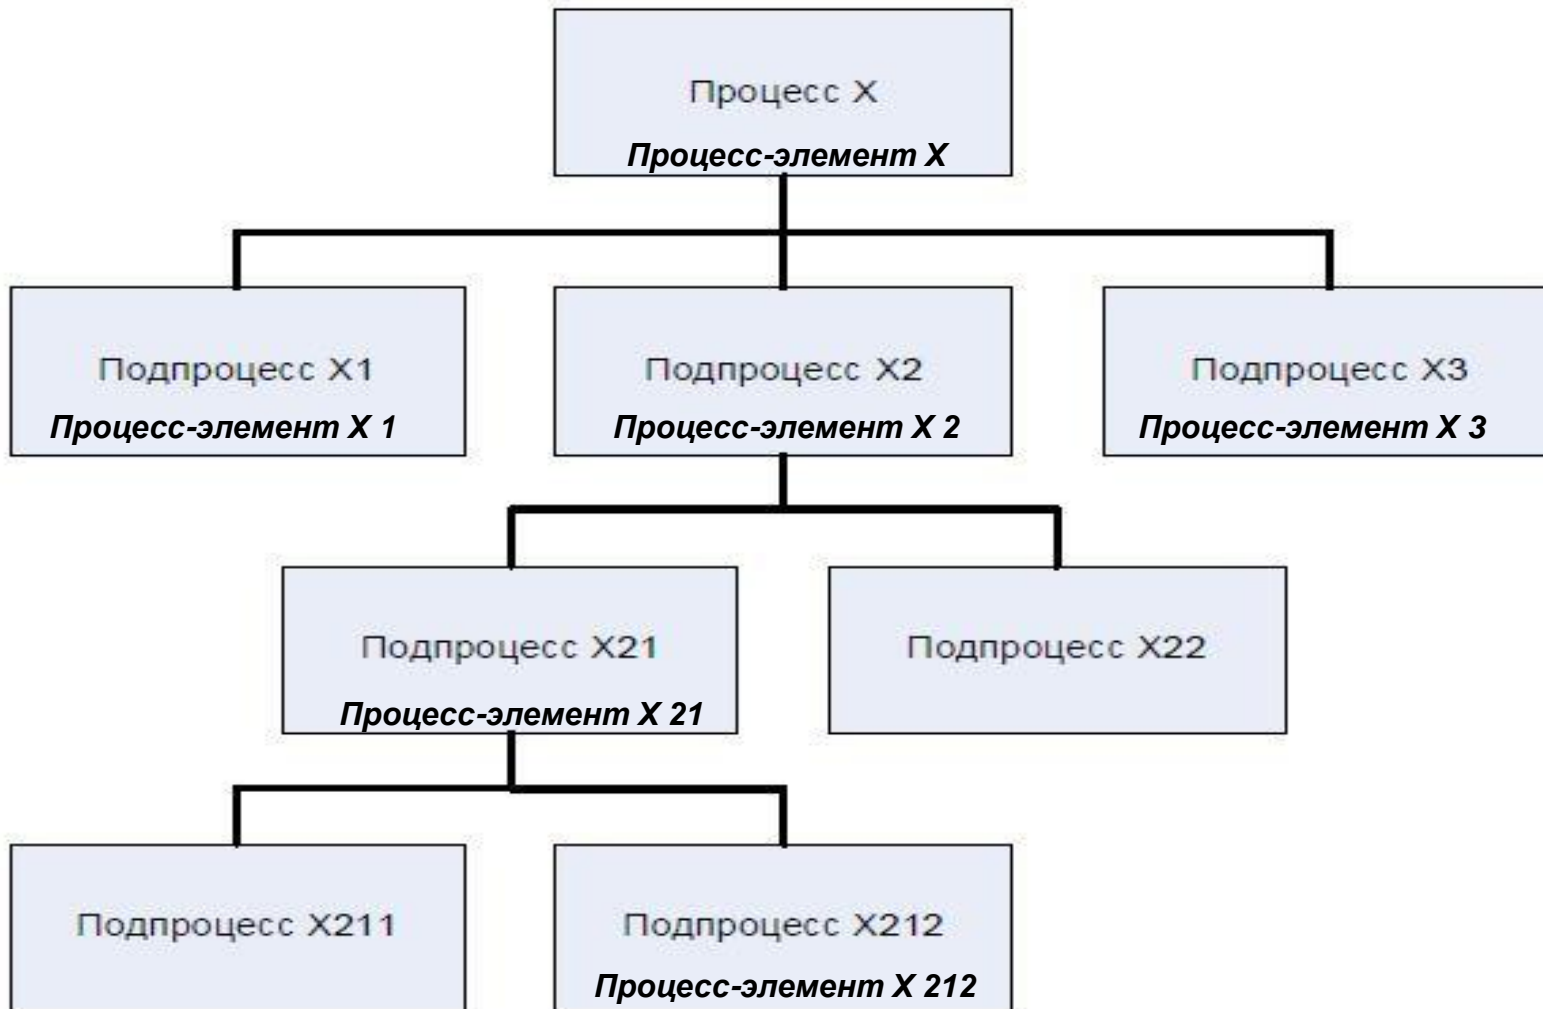 Процесс X
Процесс-элемент X
Подпроцесс X1
Процесс-элемент X 1
Подпроцесс X2
Процесс-элемент X 2
Подпроцесс X3
Процесс-элемент X 3
Подпроцесс X21
Процесс-элемент X 21
Подпроцесс X22
Подпроцесс X211
Подпроцесс X212
Процесс-элемент X 212